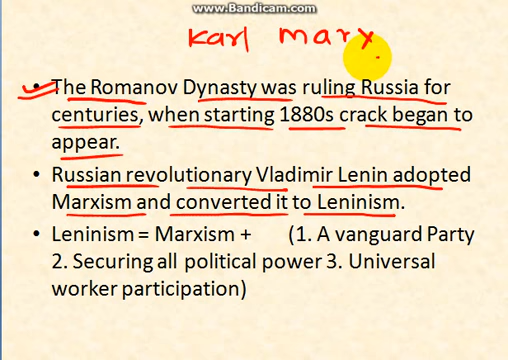 www.Bandicam.com
Karl Marx
• The Romanov Dynasty was ruling Russia for
centuries, when starting 1880s crack began to
appear.
• Russian revolutionary Vladimir Lenin adopted
Marxism and converted it to Leninism.
• Leninism = Marxism + (1. A vanguard Party
2. Securing all political power 3. Universal
worker participation)